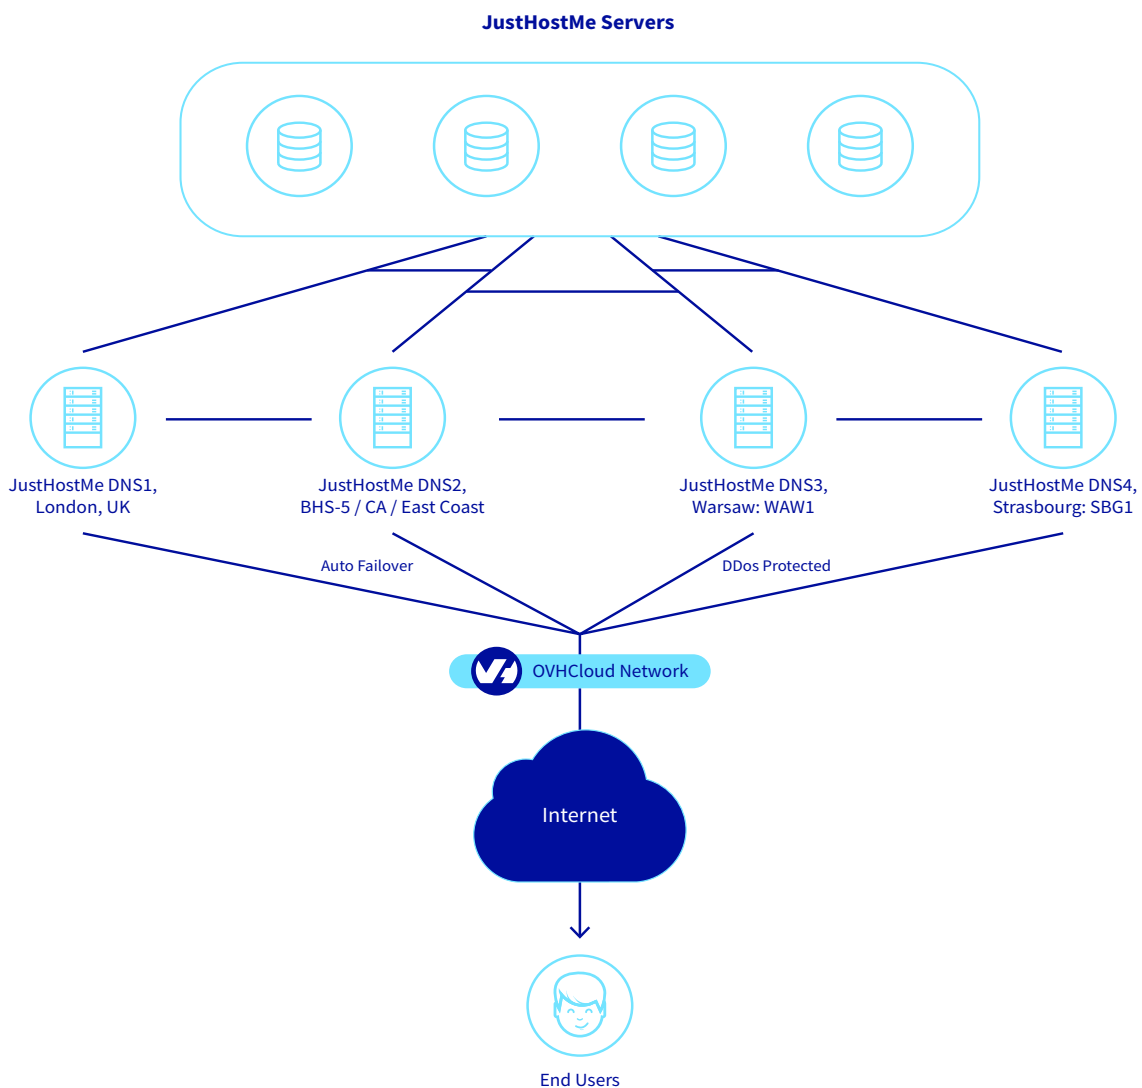 JustHostMe Servers
JustHostMe DNS1,
London, UK
JustHostMe DNS2,
BHS-5 / CA / East Coast
JustHostMe DNS3,
Warsaw: WAW1
JustHostMe DNS4,
Strasbourg: SBG1
Auto Failover
DDos Protected
OVHCloud Network
Internet
End Users